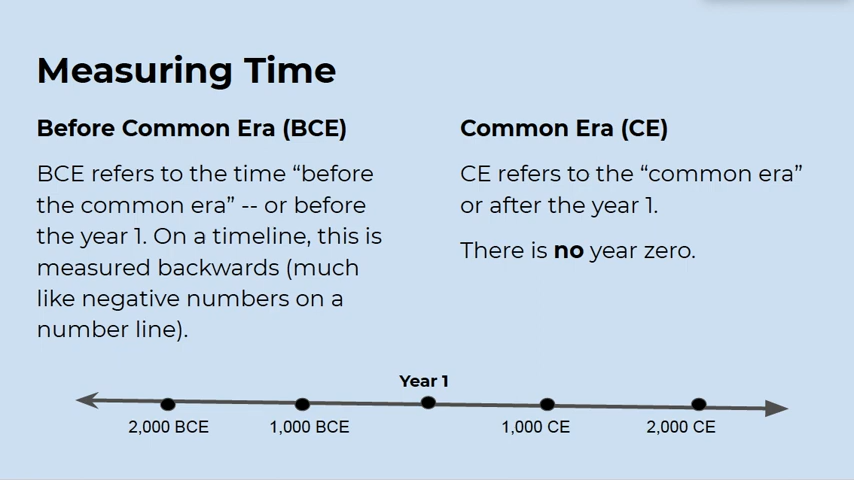 Measuring Time
Before Common Era (BCE)
BCE refers to the time “before
the common era” -- or before
the year 1. On a timeline, this is
measured backwards (much
like negative numbers on a
number line).
Common Era (CE)
CE refers to the “common era”
or after the year 1.
There is no year zero.
Year 1
2,000 BCE
1,000 BCE
1,000 CE
2,000 CE